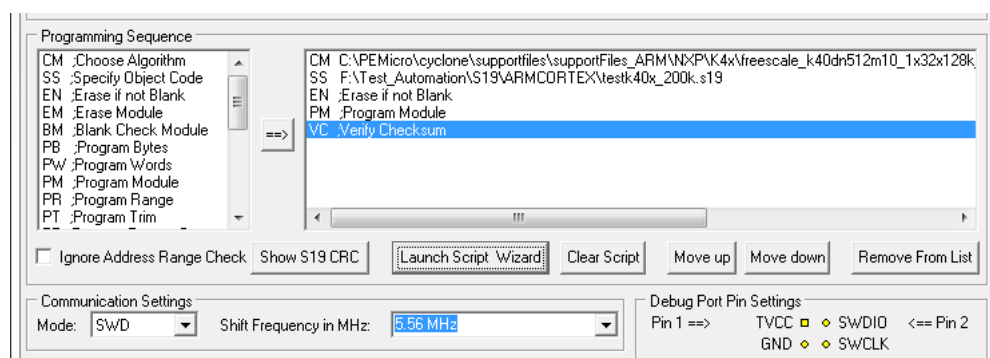 Programming Sequence
CM ;Choose Algorithm
SS ;Specify Object Code
EN ;Erase if not Blank
EM ;Erase Module
BM ;Blank Check Module
PB ;Program Bytes
PW ;Program Words
PM ;Program Module
PR ;Program Range
PT ;Program Trim
==>
CM C:\PEMicro\cyclone\supportfiles\supportFiles_ARM\NXP\K4x\freescale_k40dn512m10_1x32x128k_
SS F:\Test_Automation\S19\ARMCORTEX\testk40x_200k.s19
EN ;Erase if not Blank
PM ;Program Module
VC ;Verify Checksum
Ignore Address Range Check Show S19 CRC Launch Script Wizard Clear Script Move up Move down Remove From List
Communication Settings
Mode: SWD Shift Frequency in MHz: 5.56 MHz
Debug Port Pin Settings
Pin 1 ==> TVCC SWDIO <== Pin 2
GND SWCLK